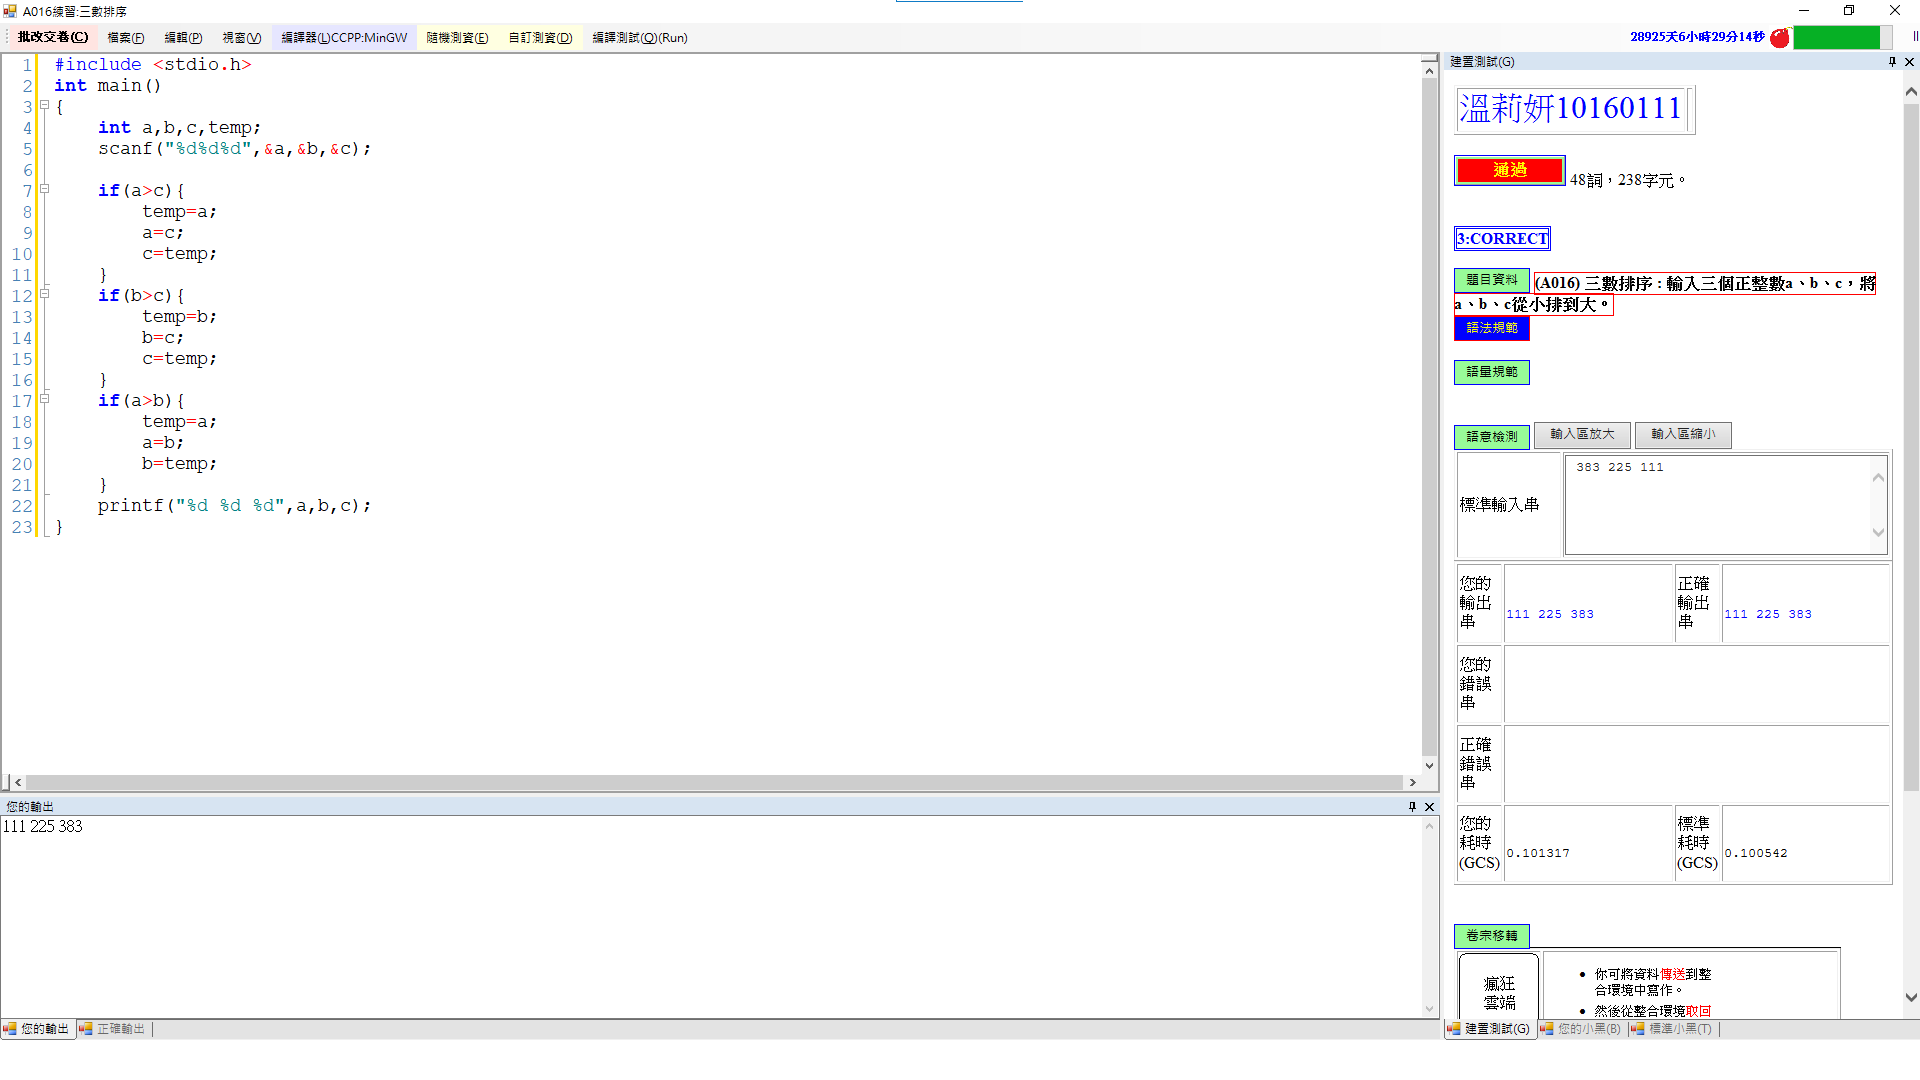 A016練習:三數排序
批改交卷(C) 檔案(F) 編輯(P) 視窗(V) 編譯器(L)CCPP:MinGW 隨機測資(E) 自訂測資(D) 編譯測試(Q)(Run) 28925天6小時29分14秒
1 #include <stdio.h>
2 int main()
3 {
4     int a,b,c,temp;
5     scanf("%d%d%d",&a,&b,&c);
6
7     if(a>c){
8         temp=a;
9         a=c;
10         c=temp;
11     }
12     if(b>c){
13         temp=b;
14         b=c;
15         c=temp;
16     }
17     if(a>b){
18         temp=a;
19         a=b;
20         b=temp;
21     }
22     printf("%d %d %d",a,b,c);
23 }
您的輸出
111 225 383
您的輸出 正確輸出
建置測試(G)
溫莉妍10160111
通過 48詞，238字元。
3:CORRECT
題目資料 (A016) 三數排序：輸入三個正整數a、b、c，將
a、b、c從小排到大。
語法規範
語量規範
語意檢測 輸入區放大 輸入區縮小
標準輸入串 383 225 111
您的
輸出
串
111 225 383
正確
輸出
串
111 225 383
您的
錯誤
串
正確
錯誤
串
您的
耗時
(GCS)
0.101317
標準
耗時
(GCS)
0.100542
卷宗移轉
瘋狂
雲端
• 你可將資料傳送到整
合環境中寫作。
• 然後從整合環境取回
建置測試(G) 您的小黑(B) 標準小黑(T)